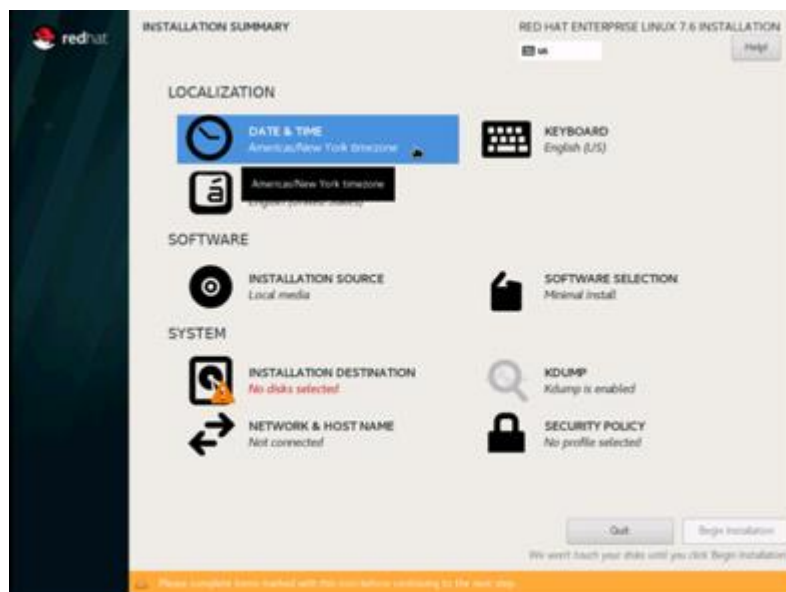 redhat
INSTALLATION SUMMARY
RED HAT ENTERPRISE LINUX 7.6 INSTALLATION
us
Help!
LOCALIZATION
DATE & TIME
Americas/New York timezone
KEYBOARD
English (US)
Americas/New York timezone
English (United States)
SOFTWARE
INSTALLATION SOURCE
Local media
SOFTWARE SELECTION
Minimal Install
SYSTEM
INSTALLATION DESTINATION
No disks selected
KDUMP
Kdump is enabled
NETWORK & HOST NAME
Not connected
SECURITY POLICY
No profile selected
Quit
Begin Installation
We won't touch your disks until you click 'Begin Installation
Please complete items marked with this icon before continuing to the next step.